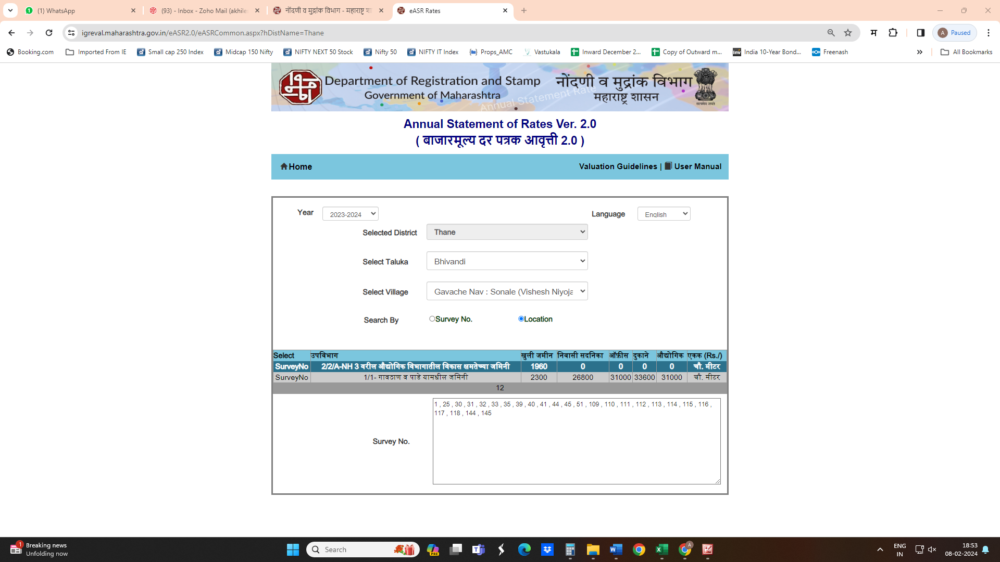 (1) WhatsApp
(93) - Inbox - Zoho Mail (akhiles
नोंदणी व मुद्रांक विभाग - महाराष्ट्र शा
eASR Rates
igreval.maharashtra.gov.in/eASR2.0/eASRCommon.aspx?hDistName=Thane
म
A Paused
Booking.com
Imported From IE
Small cap 250 Index
Midcap 150 Nifty
NIFTY NEXT 50 Stock
Nifty 50
NIFTY IT Index
Props_AMC
Vastukala
Inward December 2...
Copy of Outward m...
India 10-Year Bond...
Freenash
All Bookmarks
Department of Registration and Stamp
Government of Maharashtra
नोंदणी व मुद्रांक विभाग
महाराष्ट्र शासन
सत्यमेव जयते
Annual Statement Rate
Annual Statement of Rates Ver. 2.0
( बाजारमूल्य दर पत्रक आवृत्ती 2.0 )
Home
Valuation Guidelines | User Manual
Year 2023-2024
Language English
Selected District Thane
Select Taluka Bhivandi
Select Village Gavache Nav : Sonale (Vishesh Niyoja
Search By Survey No. Location
Select उपविभाग खुली जमीन निवासी सदनिका ऑफ़ीस दुकाने औद्योगिक एकक (Rs./)
SurveyNo 2/2/A-NH 3 वरील औद्योगिक विभागातील विकास क्षमतेच्या जमिनी 1960 0 0 0 0 चौ. मीटर
SurveyNo 1/1- गावठाण व पाडे यामधील जमिनी 2300 26800 31000 33600 31000 चौ. मीटर
12
1 , 25 , 30 , 31 , 32 , 33 , 35 , 39 , 40 , 41 , 44 , 45 , 51 , 109 , 110 , 111 , 112 , 113 , 114 , 115 , 116 ,
117 , 118 , 144 , 145
Survey No.
1
Breaking news
Unfolding now
Search
PRE
ENG
IN
18:53
08-02-2024